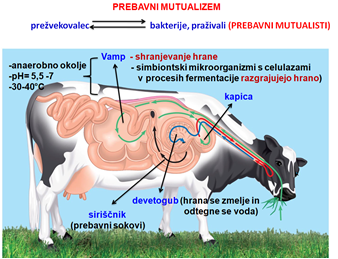 PREBAVNI MUTUALIZEM
prežvekovalec bakterije, praživali (PREBAVNI MUTUALISTI)
-anaerobno okolje
-pH= 5,5 -7
-30-40°C
Vamp - shranjevanje hrane
- simbiontski mikroorganizmi s celulazami
v procesih fermentacije razgrajujejo hrano)
kapica
devetogub (hrana se zmelje in
odtegne se voda)
siriščnik
(prebavni sokovi)